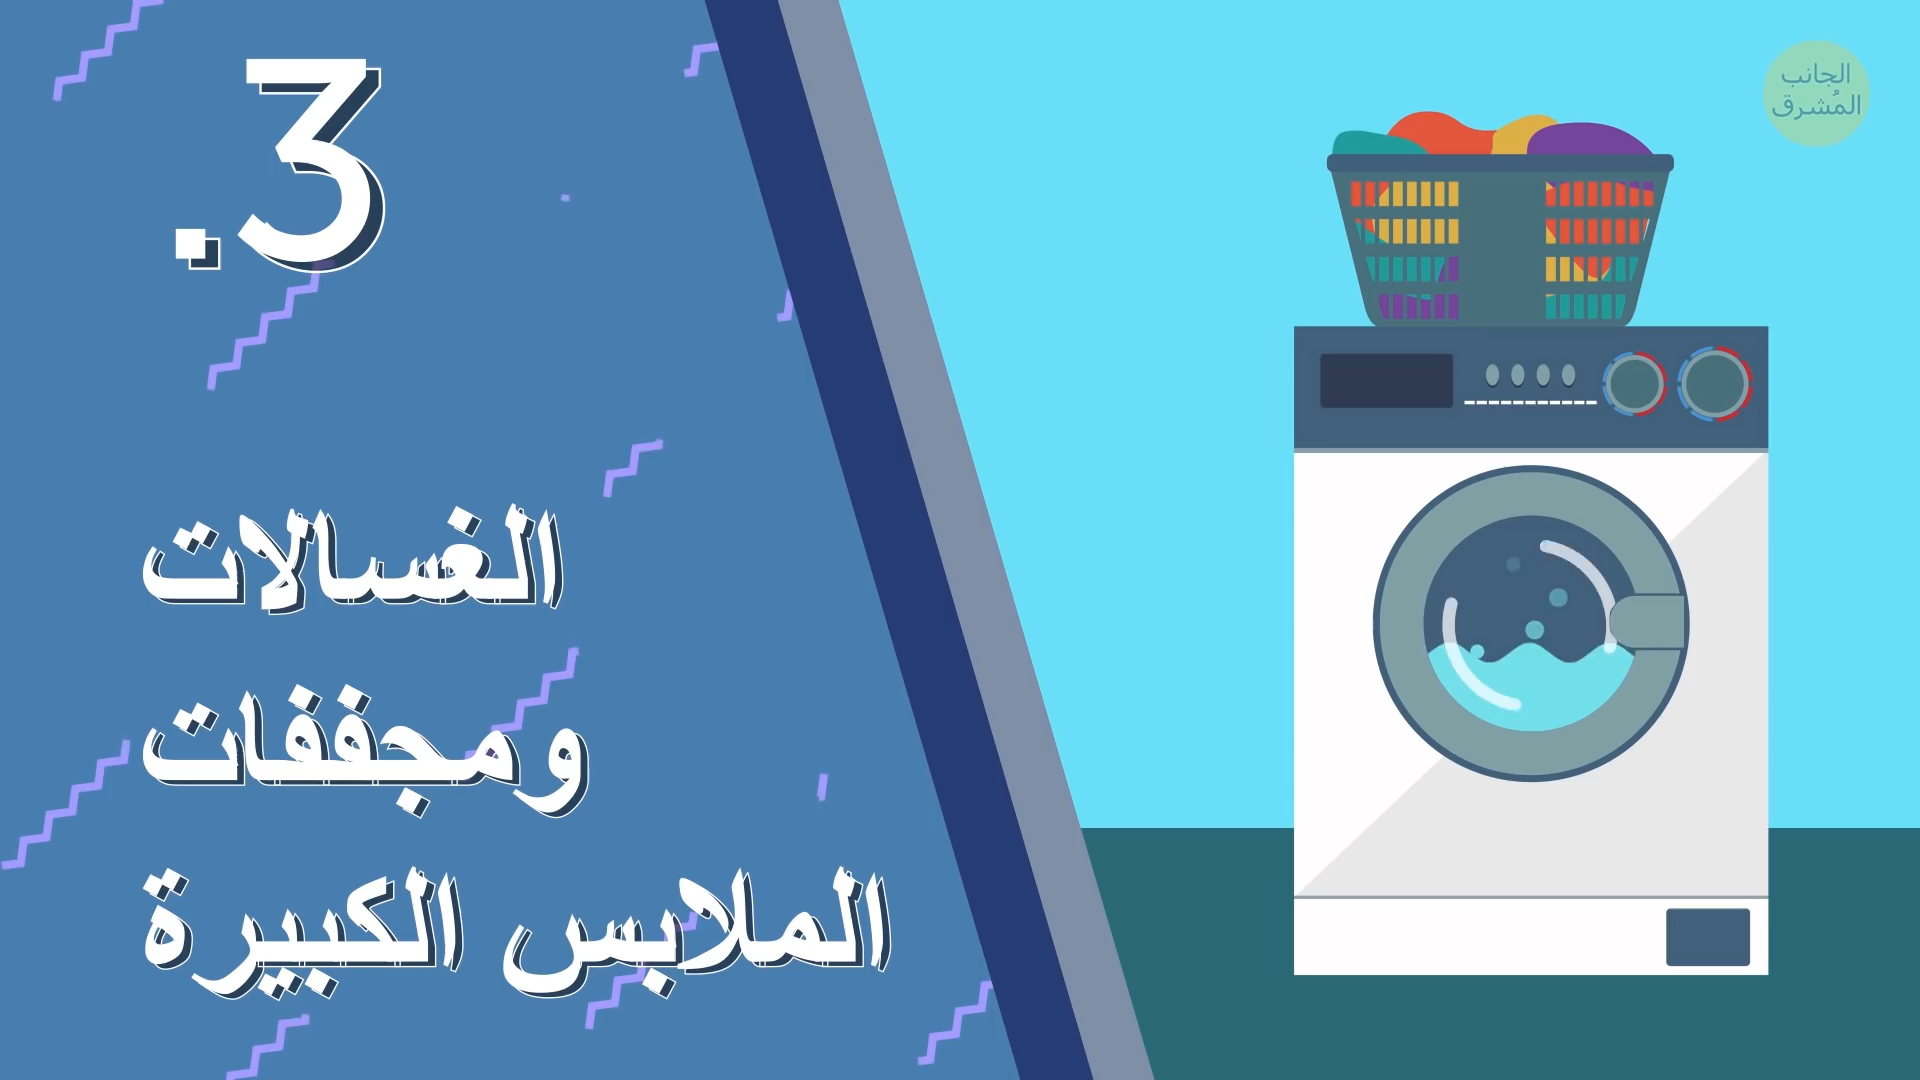 3.
الغسالات
ومجففات
الملابس الكبيرة
الجانب
المُشرق